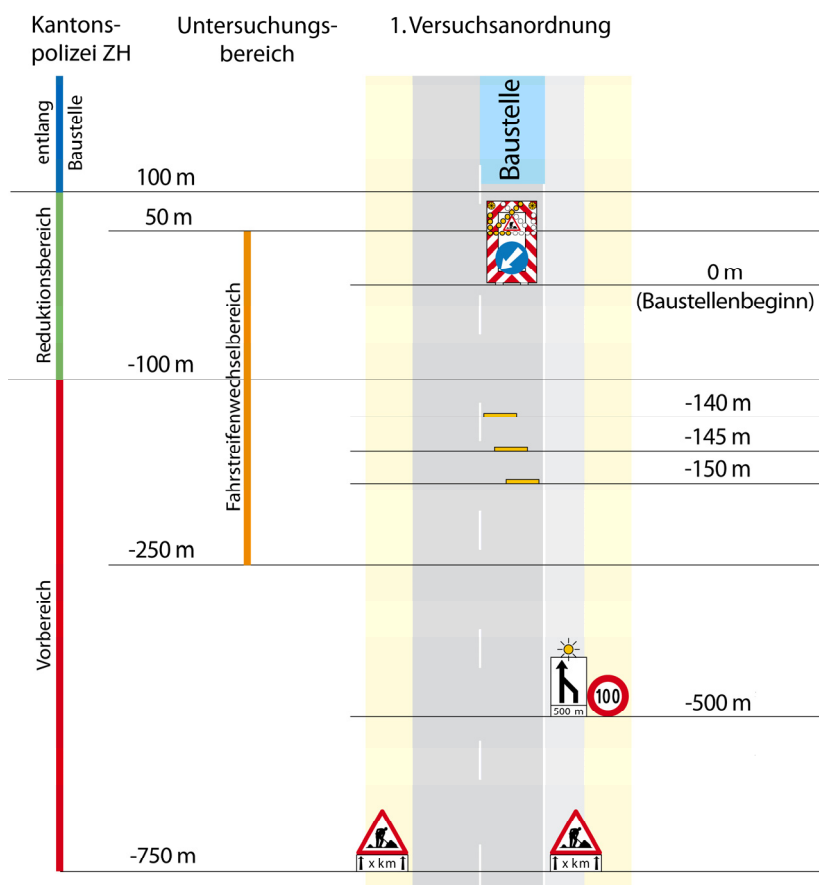 Kantons-
polizei ZH
Untersuchungs-
bereich
1. Versuchsanordnung
entlang
Baustelle
Baustelle
100 m
50 m
0 m
(Baustellenbeginn)
Reduktionsbereich
Fahrstreifenwechselbereich
-100 m
-140 m
-145 m
-150 m
-250 m
Vorbereich
100
500 m
-500 m
x km
x km
-750 m